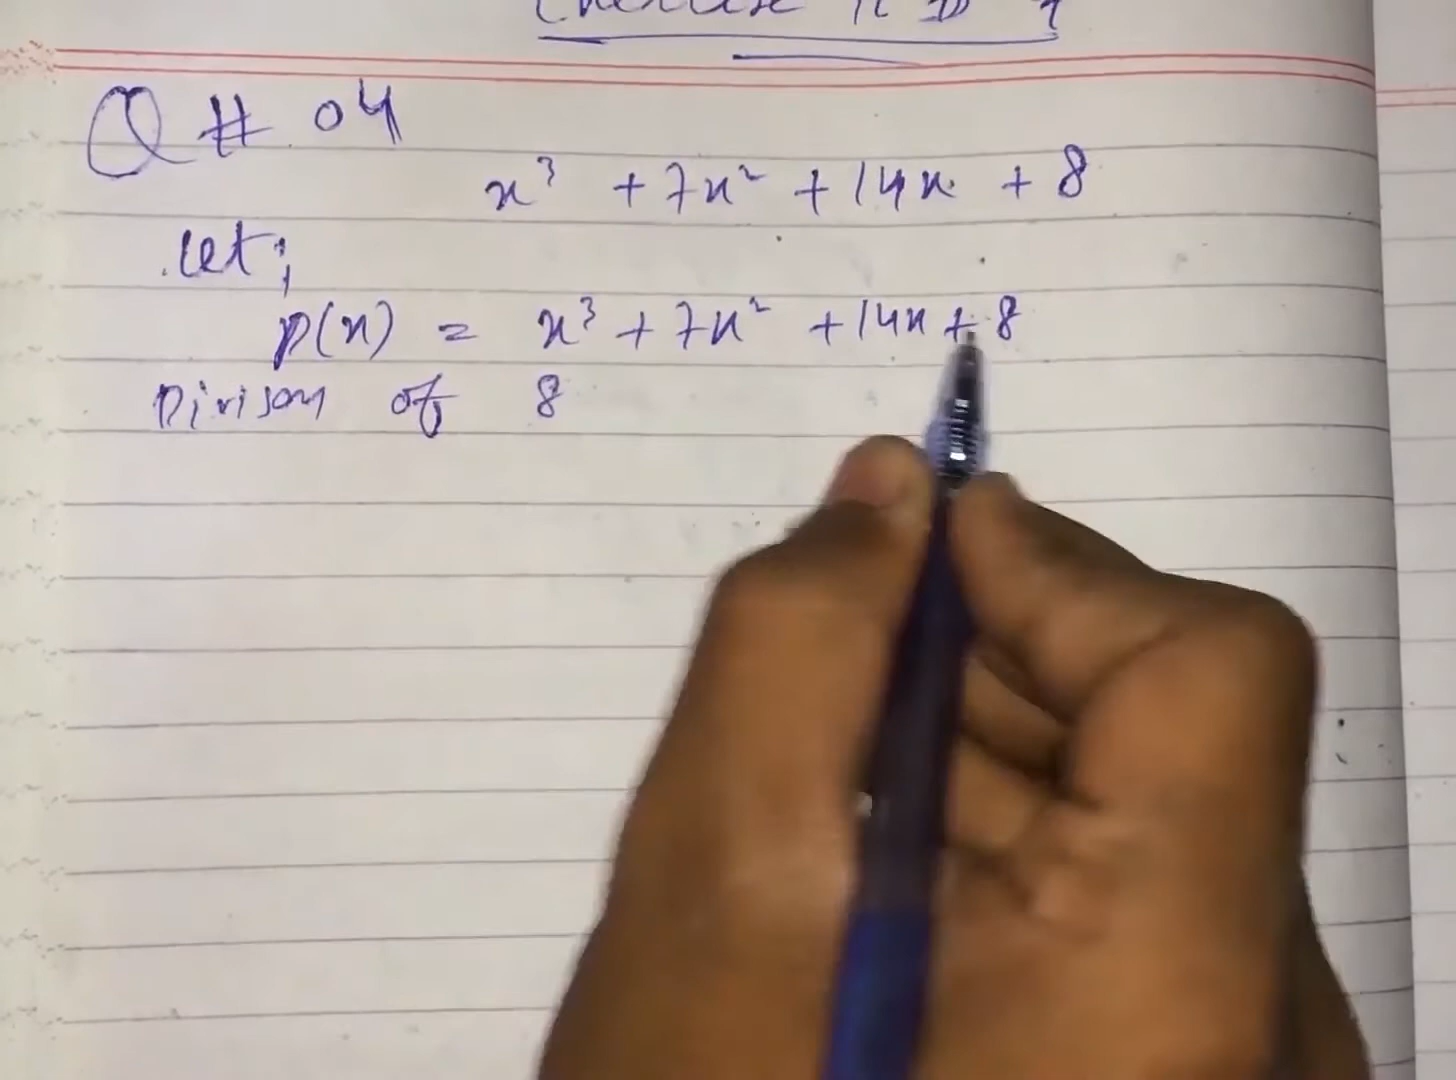 Q # 04
x³ + 7x² + 14x + 8
Let;
p(x) = x³ + 7x² + 14x + 8
Divison of 8